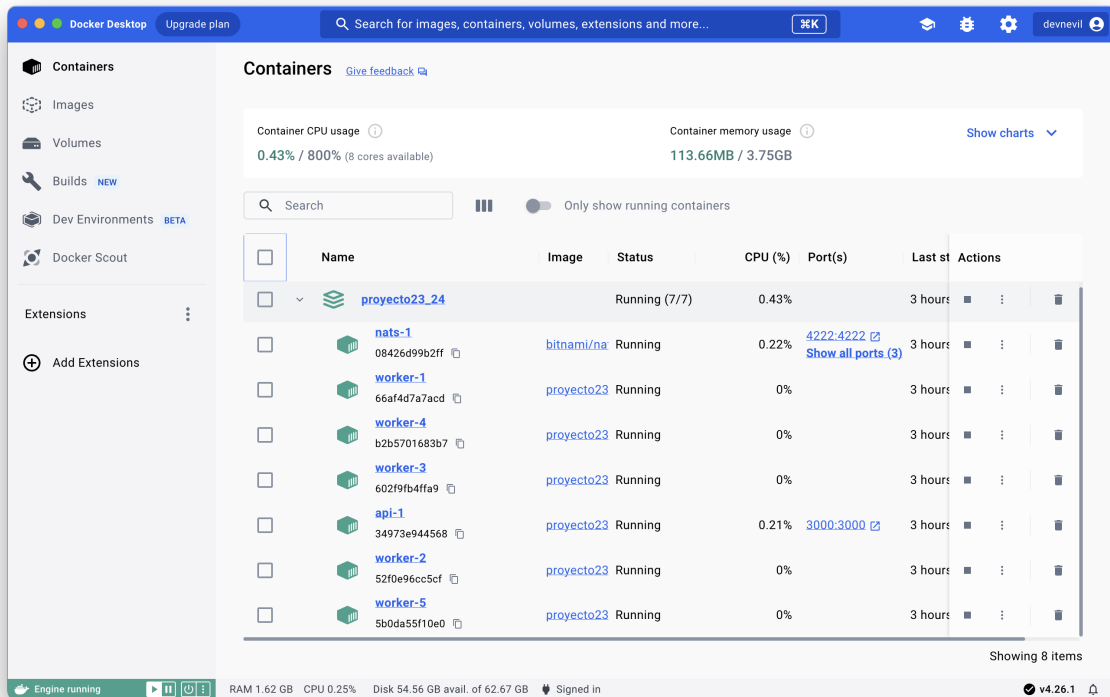 Docker Desktop Upgrade plan Search for images, containers, volumes, extensions and more... ⌘K devnevil
Containers
Images
Volumes
Builds NEW
Dev Environments BETA
Docker Scout
Extensions
Add Extensions
Containers Give feedback
Container CPU usage
0.43% / 800% (8 cores available)
Container memory usage
113.66MB / 3.75GB
Show charts
Search
Only show running containers
Name Image Status CPU (%) Port(s) Last st Actions
proyecto23_24 Running (7/7) 0.43% 3 hours
nats-1
08426d99b2ff
bitnami/na Running 0.22% 4222:4222 3 hours
Show all ports (3)
worker-1
66af4d7a7acd
proyecto23 Running 0% 3 hours
worker-4
b2b5701683b7
proyecto23 Running 0% 3 hours
worker-3
602f9fb4ffa9
proyecto23 Running 0% 3 hours
api-1
34973e944568
proyecto23 Running 0.21% 3000:3000 3 hours
worker-2
52f0e96cc5cf
proyecto23 Running 0% 3 hours
worker-5
5b0da55f10e0
proyecto23 Running 0% 3 hours
Showing 8 items
Engine running RAM 1.62 GB CPU 0.25% Disk 54.56 GB avail. of 62.67 GB Signed in v4.26.1